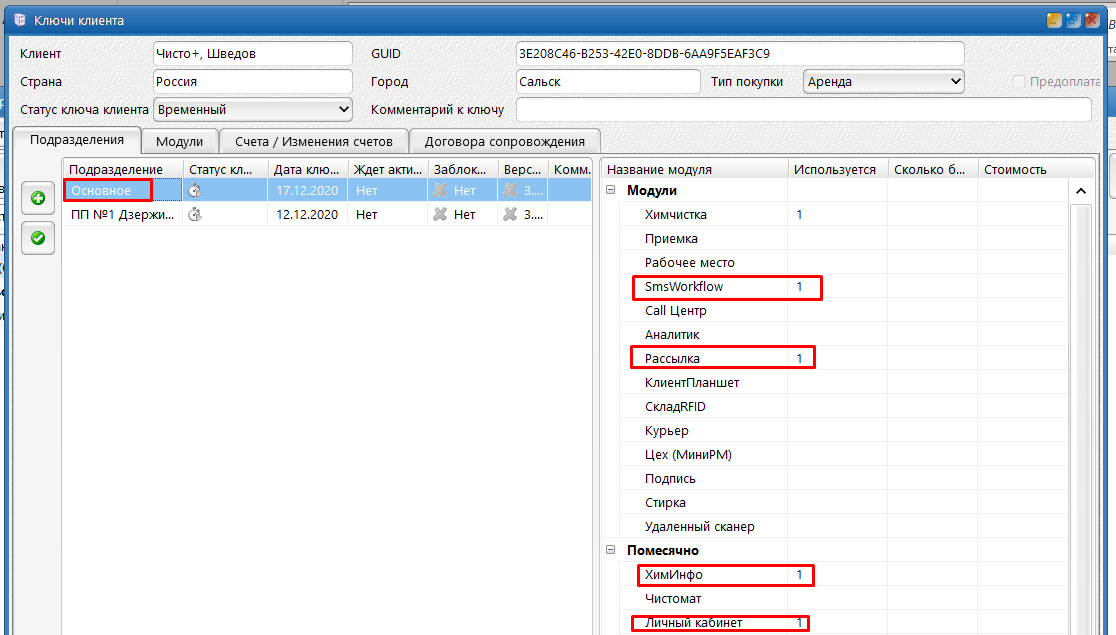 Ключи клиента
Клиент Чисто+, Шведов GUID 3E208C46-B253-42E0-8DDB-6AA9F5EAF3C9
Страна Россия Город Сальск Тип покупки Аренда Предоплата
Статус ключа клиента Временный Комментарий к ключу
Подразделения Модули Счета / Изменения счетов Договора сопровождения
Подразделение Статус кл... Дата клю... Ждет акти... Заблок... Верс... Комм. Название модуля Используется Сколько б... Стоимость
Основное 17.12.2020 Нет Нет 3.... Модули
ПП №1 Дзержи... 12.12.2020 Нет Нет 3.... Химчистка 1
Приемка
Рабочее место
SmsWorkflow 1
Call Центр
Аналитик
Рассылка 1
КлиентПланшет
СкладRFID
Курьер
Цех (МиниРМ)
Подпись
Стирка
Удаленный сканер
Помесячно
ХимИнфо 1
Чистомат
Личный кабинет 1